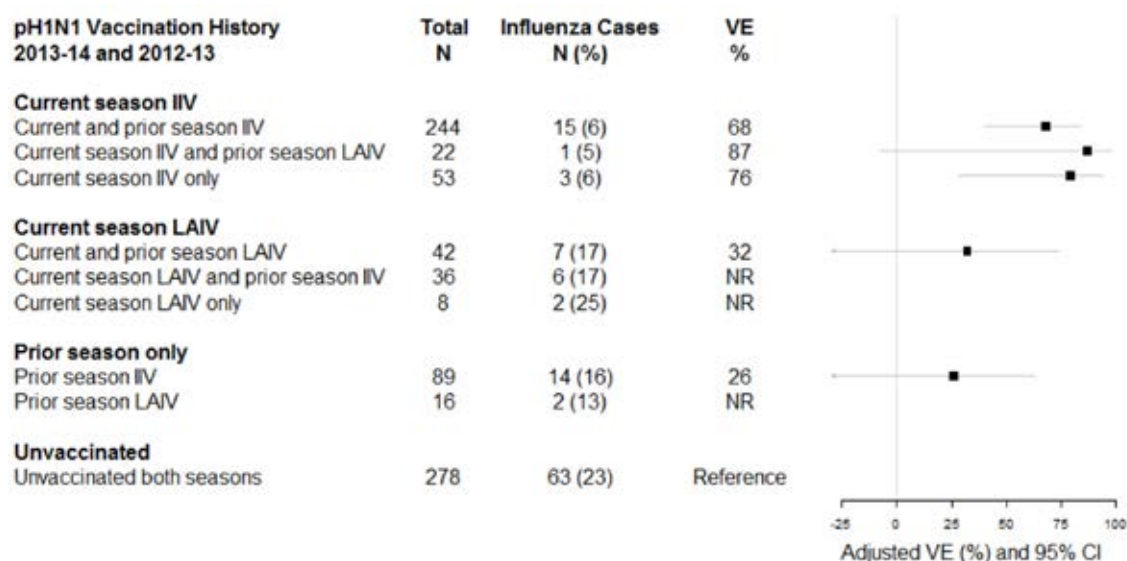 pH1N1 Vaccination History Total Influenza Cases VE
2013-14 and 2012-13 N N (%) %
Current season IIV
Current and prior season IIV 244 15 (6) 68
Current season IIV and prior season LAIV 22 1 (5) 87
Current season IIV only 53 3 (6) 76
Current season LAIV
Current and prior season LAIV 42 7 (17) 32
Current season LAIV and prior season IIV 36 6 (17) NR
Current season LAIV only 8 2 (25) NR
Prior season only
Prior season IIV 89 14 (16) 26
Prior season LAIV 16 2 (13) NR
Unvaccinated
Unvaccinated both seasons 278 63 (23) Reference
-25 0 25 50 75 100
Adjusted VE (%) and 95% CI